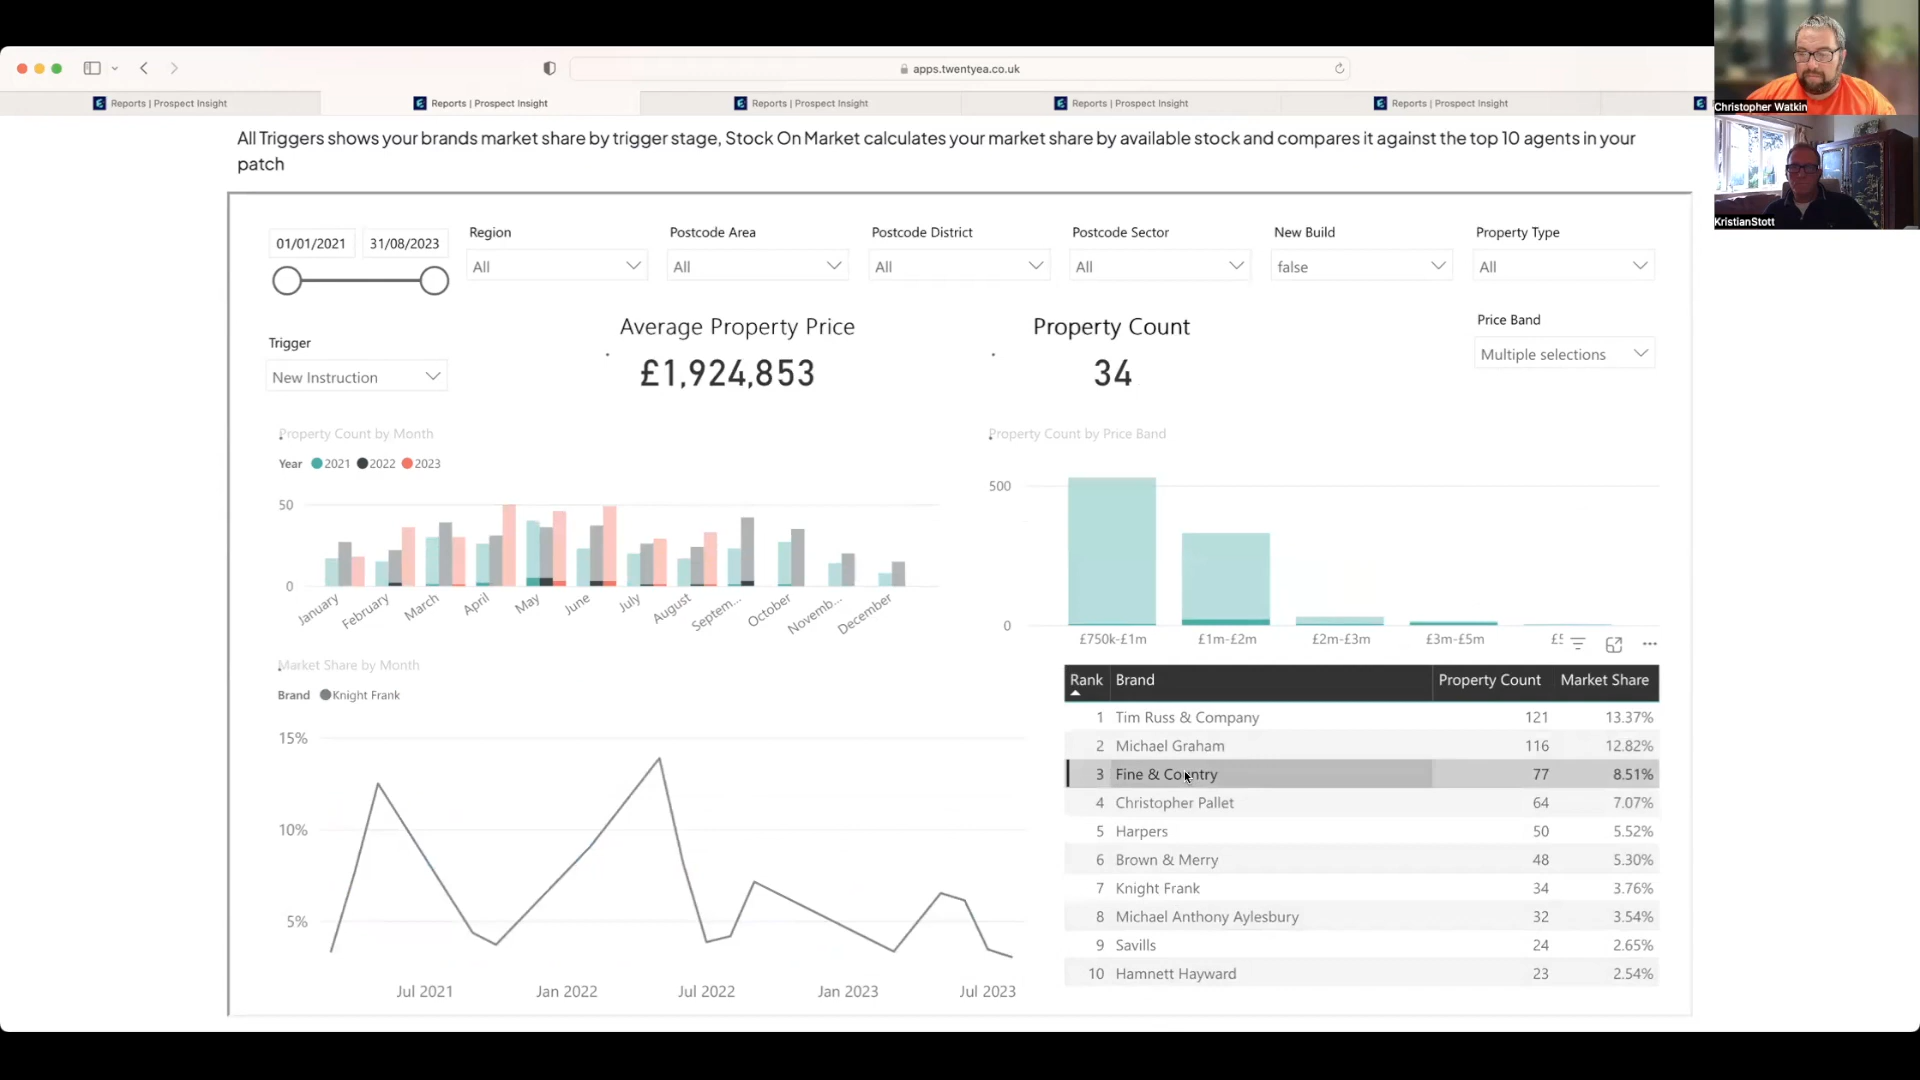 apps.twentyea.co.uk
Reports | Prospect Insight
Reports | Prospect Insight
Reports | Prospect Insight
Reports | Prospect Insight
Reports | Prospect Insight
Christopher Watkin
KristianStott
All Triggers shows your brands market share by trigger stage, Stock On Market calculates your market share by available stock and compares it against the top 10 agents in your
patch
01/01/2021 31/08/2023
Region
All
Postcode Area
All
Postcode District
All
Postcode Sector
All
New Build
false
Property Type
All
Trigger
New Instruction
Average Property Price
£1,924,853
Property Count
34
Price Band
Multiple selections
Property Count by Month
Year 2021 2022 2023
50
0
January February March April May June July August Septem... October Novemb... December
Property Count by Price Band
500
0
£750k-£1m £1m-£2m £2m-£3m £3m-£5m
Market Share by Month
Brand Knight Frank
15%
10%
5%
Jul 2021 Jan 2022 Jul 2022 Jan 2023 Jul 2023
Rank Brand Property Count Market Share
1 Tim Russ & Company 121 13.37%
2 Michael Graham 116 12.82%
3 Fine & Country 77 8.51%
4 Christopher Pallet 64 7.07%
5 Harpers 50 5.52%
6 Brown & Merry 48 5.30%
7 Knight Frank 34 3.76%
8 Michael Anthony Aylesbury 32 3.54%
9 Savills 24 2.65%
10 Hamnett Hayward 23 2.54%